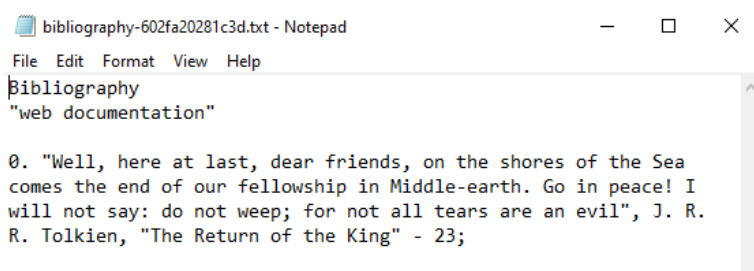 bibliography-602fa20281c3d.txt - Notepad
File Edit Format View Help
Bibliography
"web documentation"
0. "Well, here at last, dear friends, on the shores of the Sea
comes the end of our fellowship in Middle-earth. Go in peace! I
will not say: do not weep; for not all tears are an evil", J. R.
R. Tolkien, "The Return of the King" - 23;